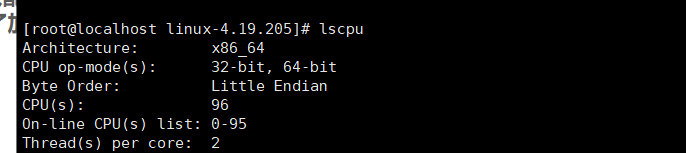 [root@localhost linux-4.19.205]# lscpu
Architecture:        x86_64
CPU op-mode(s):      32-bit, 64-bit
Byte Order:          Little Endian
CPU(s):              96
On-line CPU(s) list: 0-95
Thread(s) per core:  2